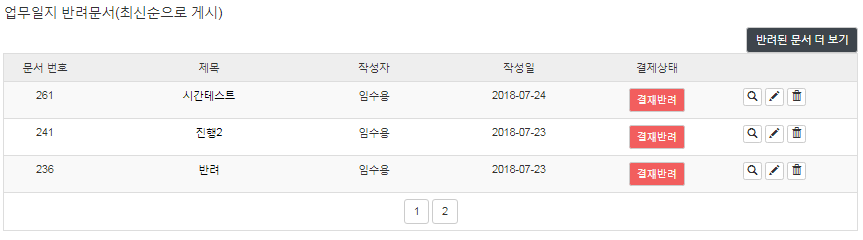 업무일지 반려문서(최신순으로 게시)
반려된 문서 더 보기
문서 번호 제목 작성자 작성일 결제상태
261 시간테스트 임수용 2018-07-24 결재반려
241 진행2 임수용 2018-07-23 결재반려
236 반려 임수용 2018-07-23 결재반려
1 2